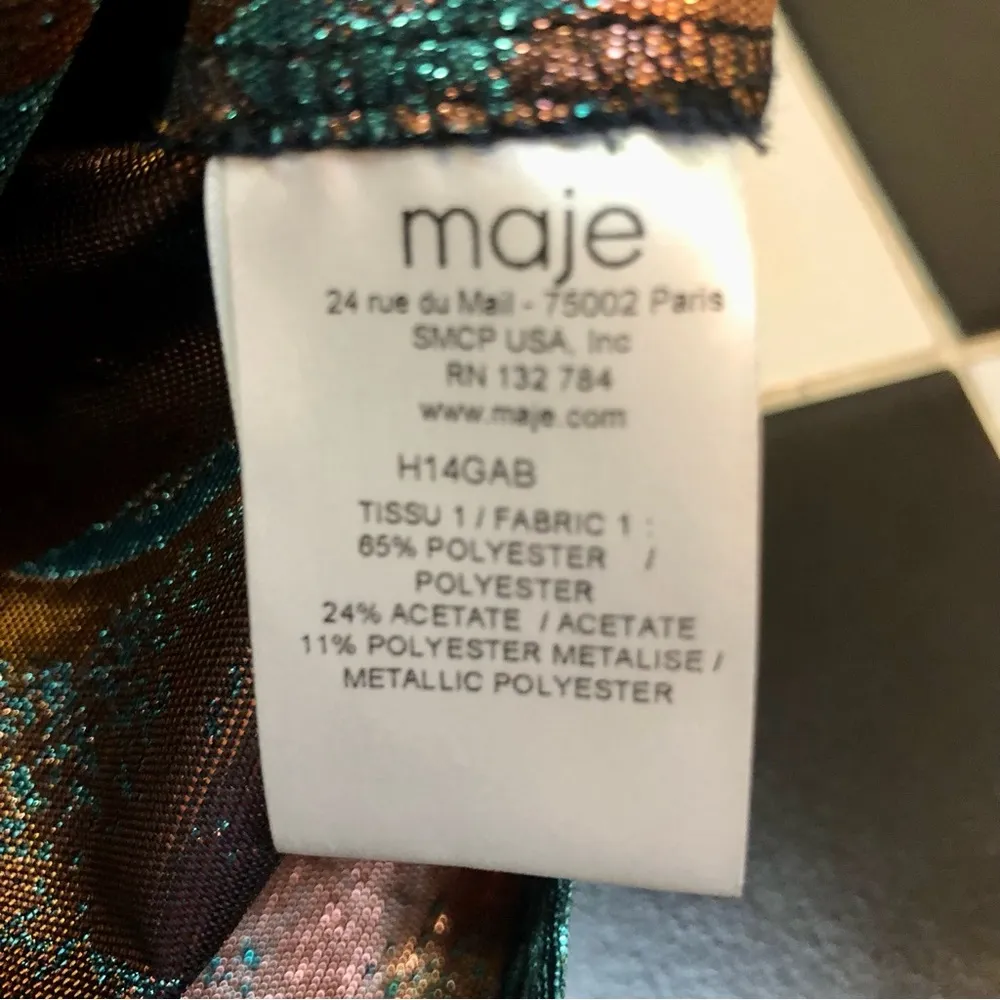 maje
24 rue du Mail - 75002 Paris
SMCP USA, Inc
RN 132 784
www.maje.com
H14GAB
TISSU 1 / FABRIC 1 :
65% POLYESTER /
POLYESTER
24% ACETATE / ACETATE
11% POLYESTER METALISE /
METALLIC POLYESTER